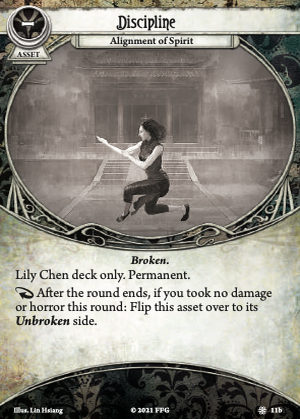 Discipline
ASSET
Alignment of Spirit
Broken.
Lily Chen deck only. Permanent.
After the round ends, if you took no damage
or horror this round: Flip this asset over to its
Unbroken side.
Illus. Lin Hsiang
© 2021 FFG
11b